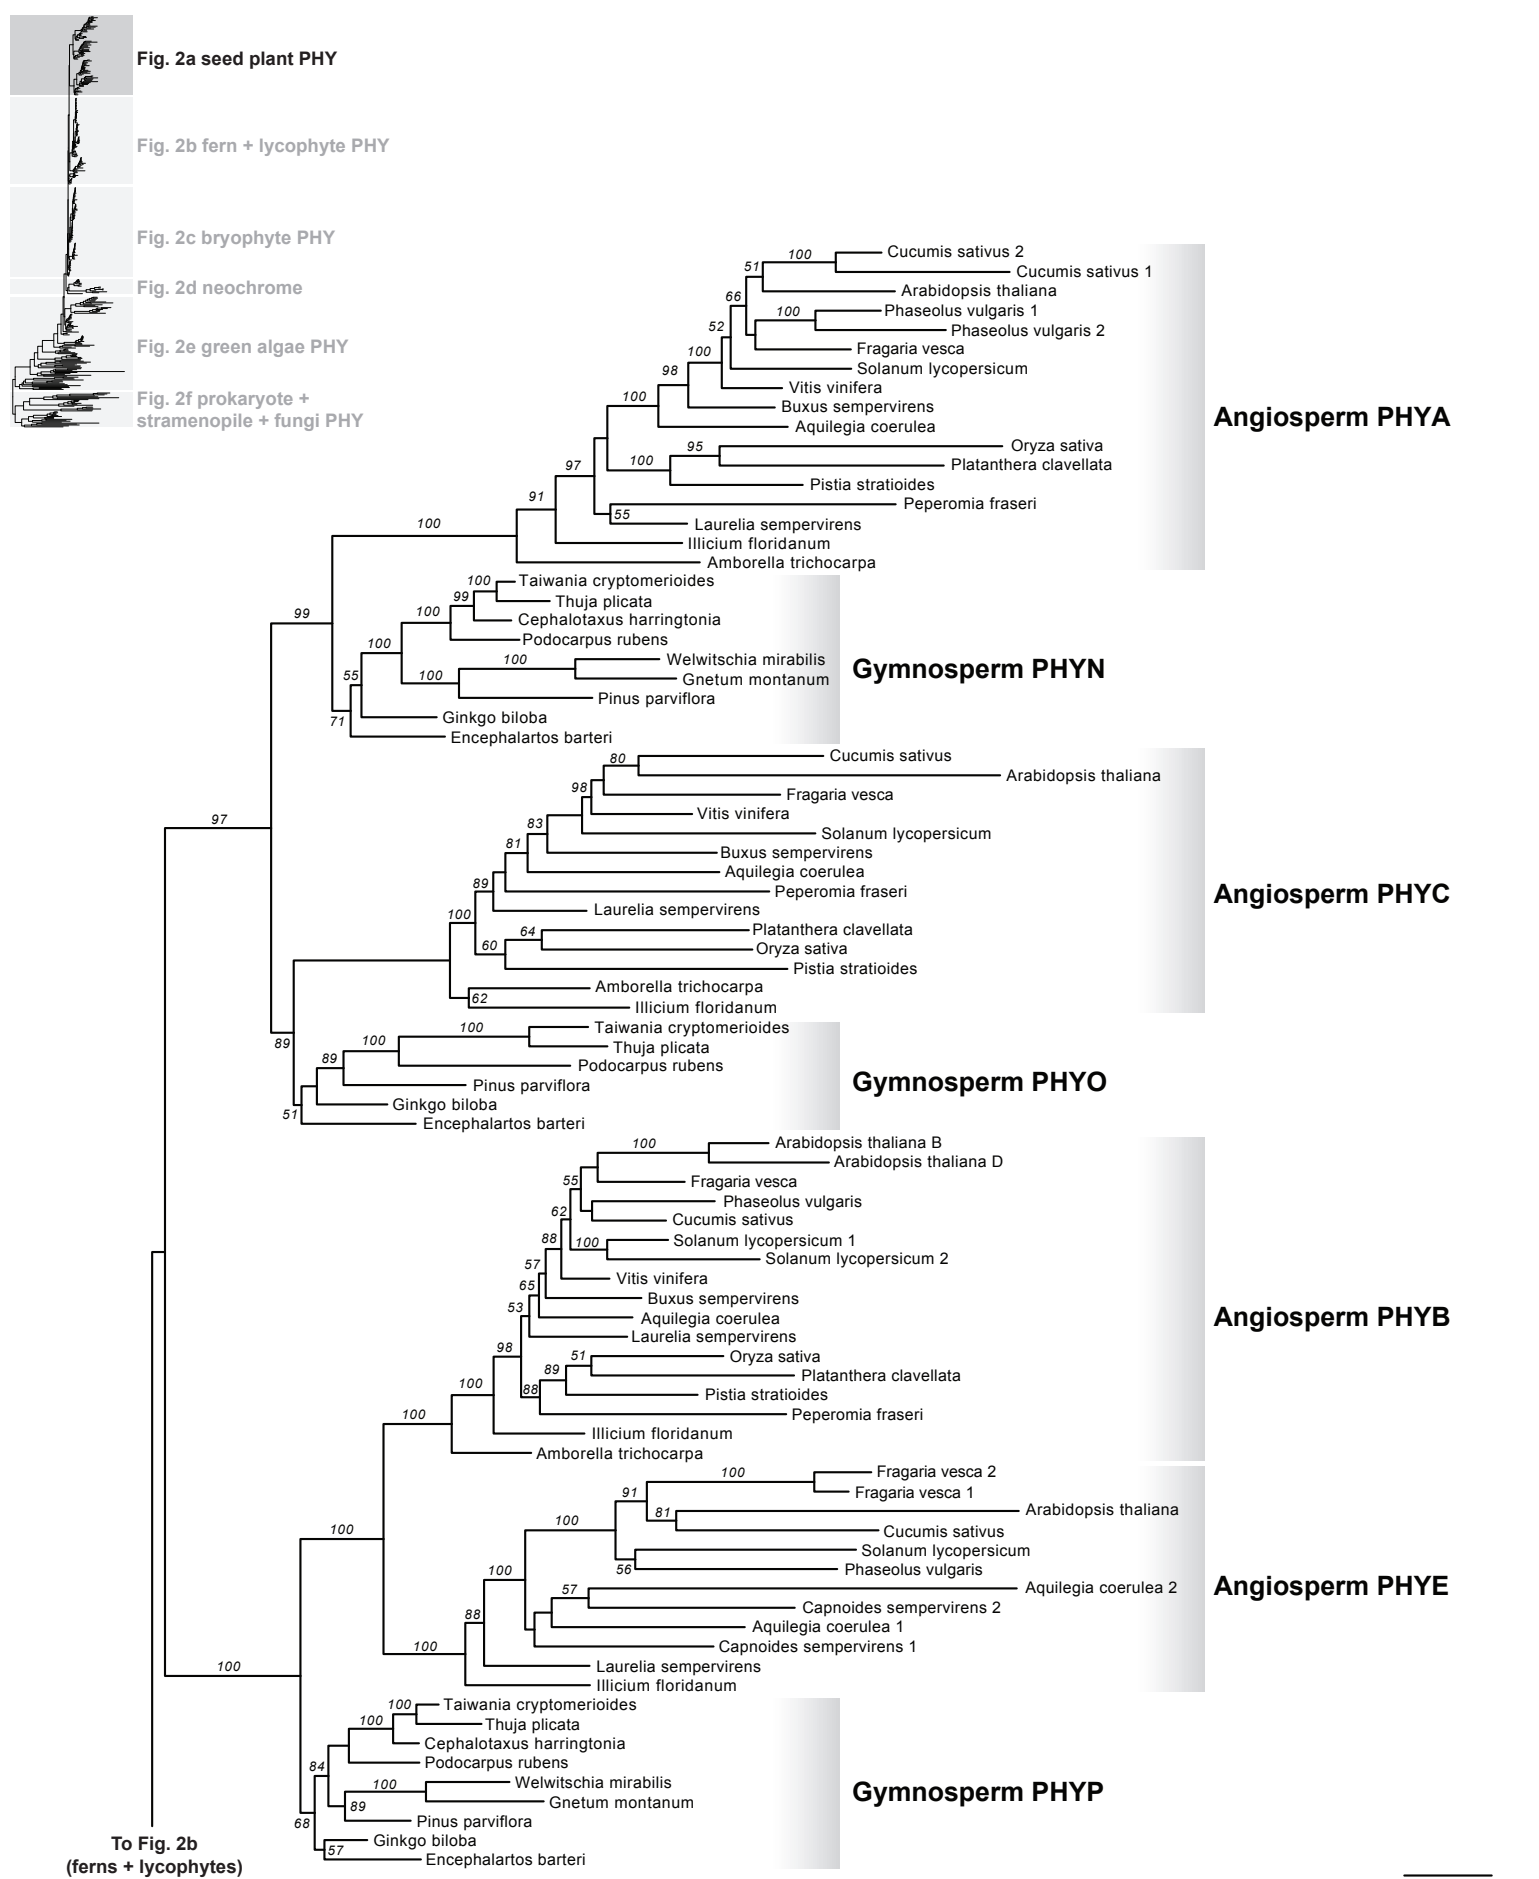 Fig. 2a seed plant PHY
Fig. 2b fern + lycophyte PHY
Fig. 2c bryophyte PHY
Fig. 2d neochrome
Fig. 2e green algae PHY
Fig. 2f prokaryote +
stramenopile + fungi PHY
100 Cucumis sativus 2
51 Cucumis sativus 1
Arabidopsis thaliana
66 100 Phaseolus vulgaris 1
52 Phaseolus vulgaris 2
100 Fragaria vesca
98 Solanum lycopersicum
Vitis vinifera
100 Buxus sempervirens
Angiosperm PHYA
Aquilegia coerulea
95 Oryza sativa
97 100 Platanthera clavellata
Pistia stratioides
91 Peperomia fraseri
55 Laurelia sempervirens
100 Illicium floridanum
Amborella trichocarpa
100 Taiwania cryptomerioides
99 99 Thuja plicata
100 Cephalotaxus harringtonia
Podocarpus rubens
100 100 Welwitschia mirabilis
Gymnosperm PHYN
55 100 Gnetum montanum
Pinus parviflora
71 Ginkgo biloba
Encephalartos barteri
80 Cucumis sativus
Arabidopsis thaliana
98 Fragaria vesca
Vitis vinifera
97 83 Solanum lycopersicum
81 Buxus sempervirens
Aquilegia coerulea
89 Peperomia fraseri
Angiosperm PHYC
100 Laurelia sempervirens
64 Platanthera clavellata
60 Oryza sativa
Pistia stratioides
Amborella trichocarpa
62 Illicium floridanum
100 Taiwania cryptomerioides
89 100 Thuja plicata
89 Podocarpus rubens
Gymnosperm PHYO
Pinus parviflora
51 Ginkgo biloba
Encephalartos barteri
100 Arabidopsis thaliana B
Arabidopsis thaliana D
55 Fragaria vesca
Phaseolus vulgaris
62 Cucumis sativus
88 100 Solanum lycopersicum 1
Solanum lycopersicum 2
57 Vitis vinifera
65 Buxus sempervirens
53 Aquilegia coerulea
Angiosperm PHYB
Laurelia sempervirens
98 51 Oryza sativa
89 Platanthera clavellata
100 88 Pistia stratioides
100 Peperomia fraseri
Illicium floridanum
Amborella trichocarpa
100 Fragaria vesca 2
91 Fragaria vesca 1
81 Arabidopsis thaliana
100 100 Cucumis sativus
Solanum lycopersicum
56 Phaseolus vulgaris
100 57 Aquilegia coerulea 2
Angiosperm PHYE
88 Capnoides sempervirens 2
Aquilegia coerulea 1
100 Capnoides sempervirens 1
100 Laurelia sempervirens
Illicium floridanum
100 Taiwania cryptomerioides
100 Thuja plicata
Cephalotaxus harringtonia
84 Podocarpus rubens
100 Welwitschia mirabilis
Gymnosperm PHYP
89 Gnetum montanum
68 Pinus parviflora
Ginkgo biloba
57 Encephalartos barteri
To Fig. 2b
(ferns + lycophytes)